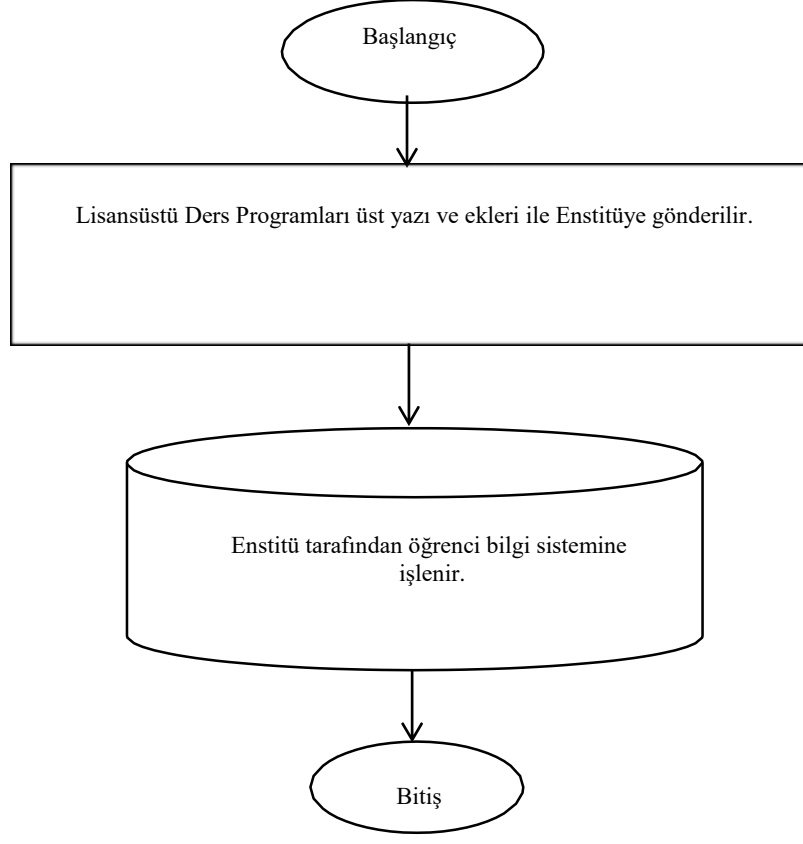 Başlangıç
Lisansüstü Ders Programları üst yazı ve ekleri ile Enstitüye gönderilir.
Enstitü tarafından öğrenci bilgi sistemine
işlenir.
Bitiş